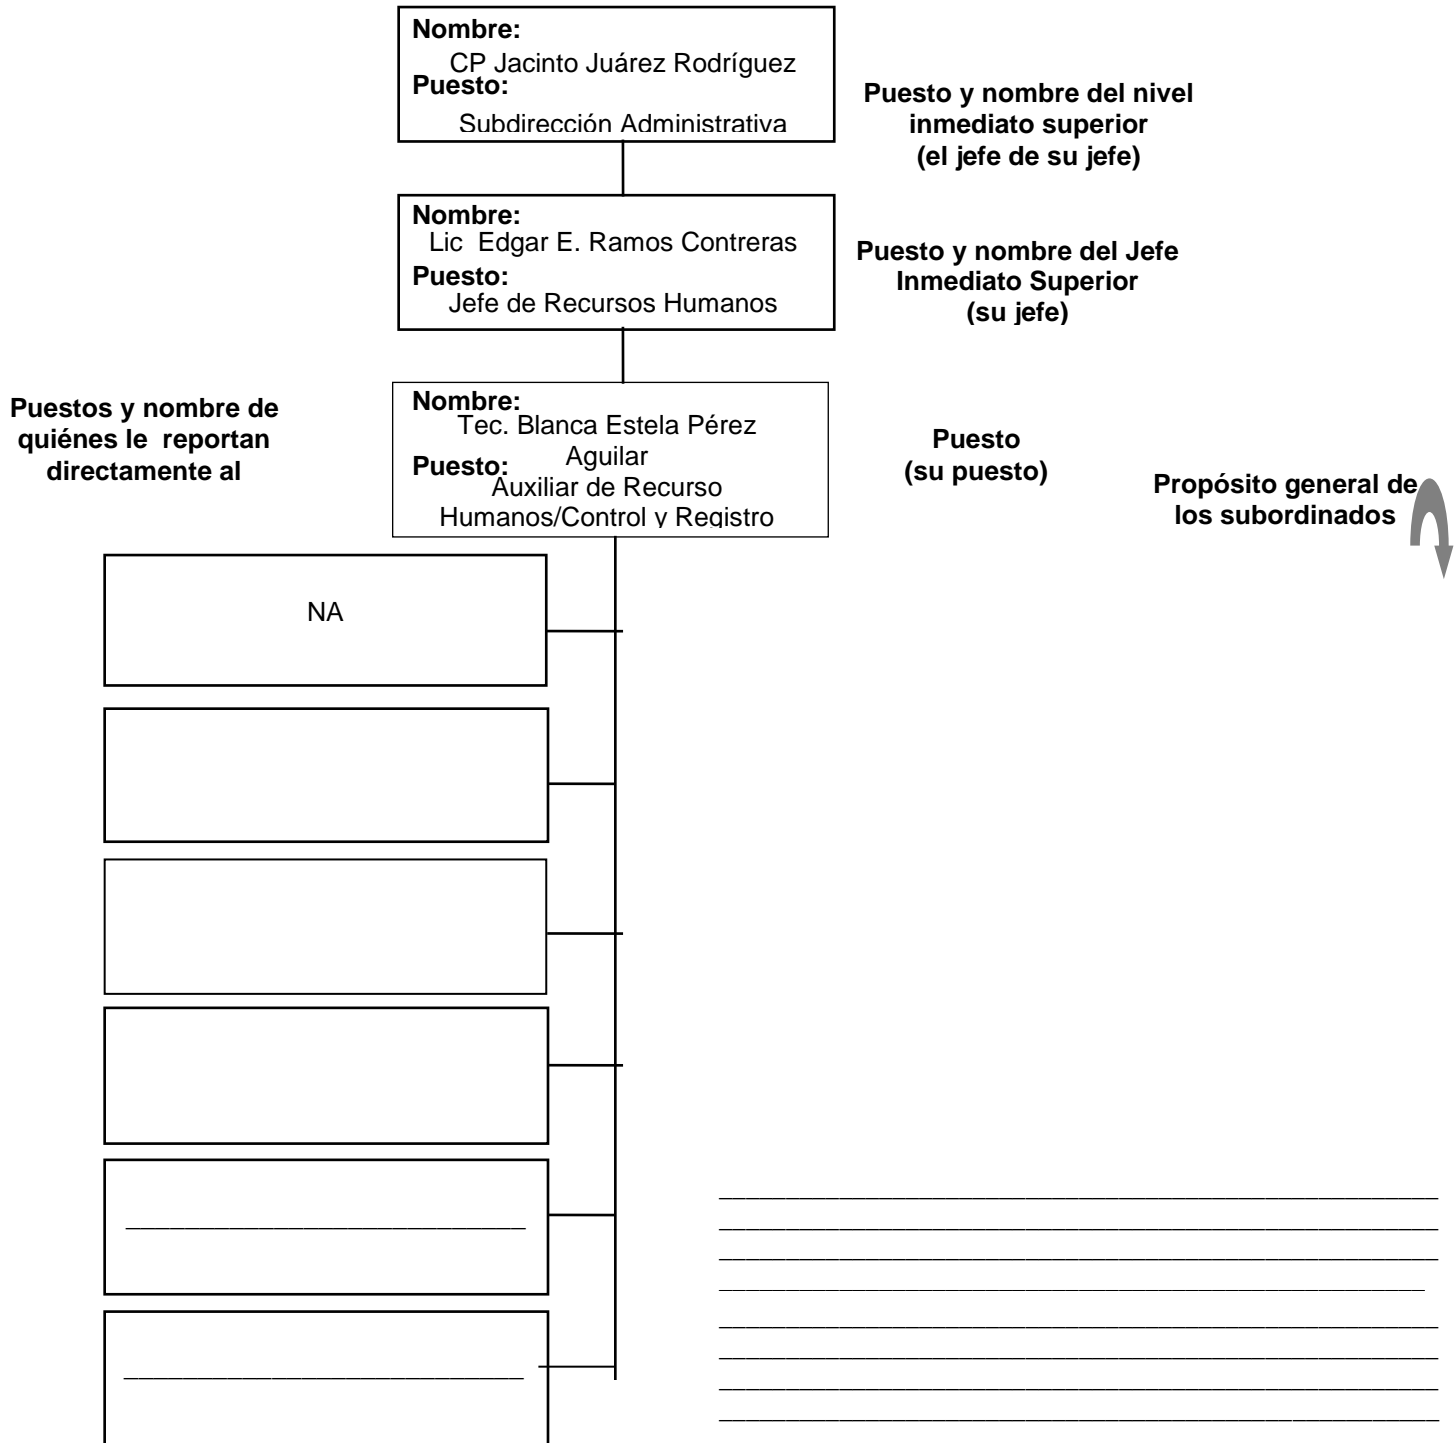 Nombre:
CP Jacinto Juárez Rodríguez
Puesto:
Subdirección Administrativa
Puesto y nombre del nivel
inmediato superior
(el jefe de su jefe)
Nombre:
Lic  Edgar E. Ramos Contreras
Puesto:
Jefe de Recursos Humanos
Puesto y nombre del Jefe
Inmediato Superior
(su jefe)
Puestos y nombre de
quiénes le  reportan
directamente al
Nombre:
Tec. Blanca Estela Pérez
Aguilar
Puesto:
Auxiliar de Recurso
Humanos/Control y Registro
Puesto
(su puesto)
Propósito general de
los subordinados
NA